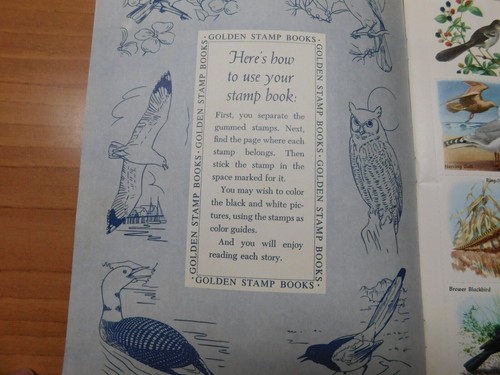 GOLDEN STAMP BOOKS
GOLDEN STAMP BOOKS · GOLDEN STAMP BOOKS
GOLDEN STAMP BOOKS · GOLDEN STAMP BOOKS
Here's how
to use your
stamp book:
First, you separate the
gummed stamps. Next,
find the page where each
stamp belongs. Then
stick the stamp in the
space marked for it.
You may wish to color
the black and white pic-
tures, using the stamps as
color guides.
And you will enjoy
reading each story.
· GOLDEN STAMP BOOKS ·
Herring Gull
Brewer Blackbird